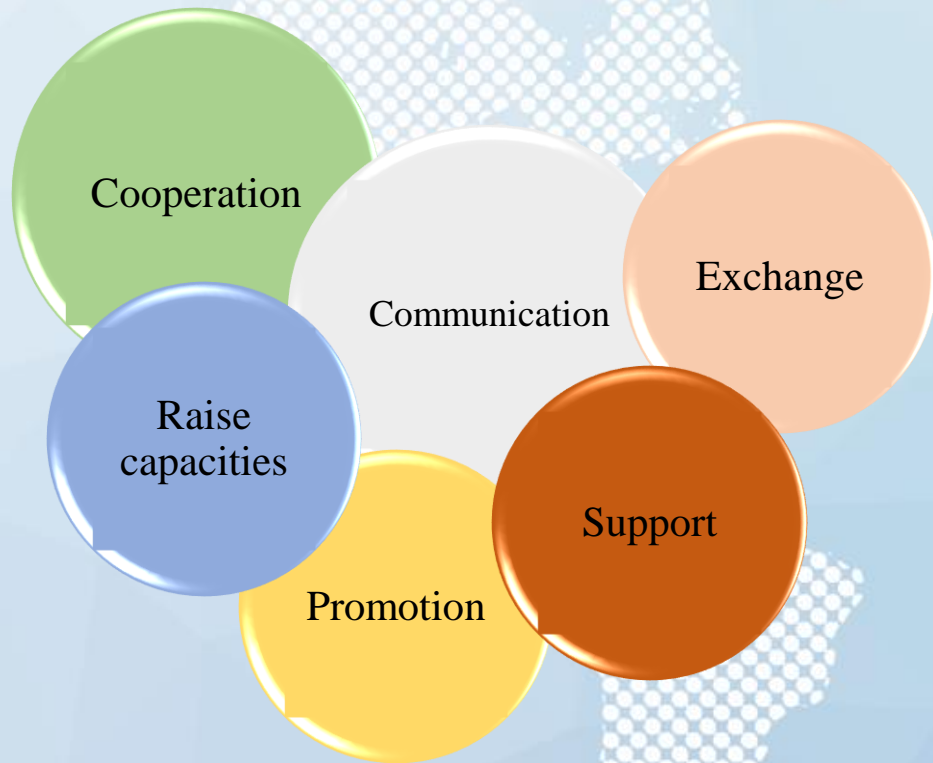 Cooperation
Exchange
Communication
Raise
capacities
Support
Promotion